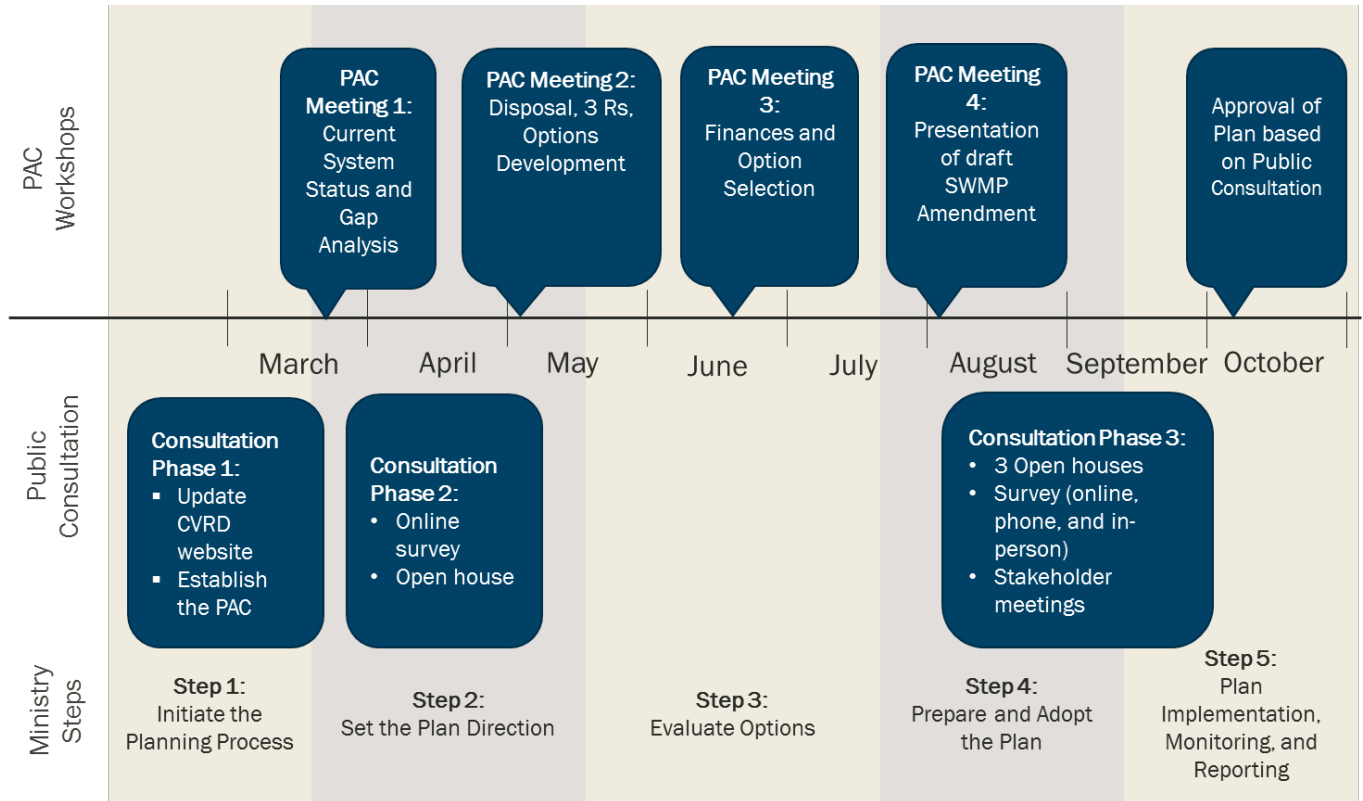 PAC
Workshops
PAC
Meeting 1:
Current
System
Status and
Gap
Analysis
PAC Meeting 2:
Disposal, 3 Rs,
Options
Development
PAC Meeting
3:
Finances and
Option
Selection
PAC Meeting
4:
Presentation
of draft
SWMP
Amendment
Approval of
Plan based
on Public
Consultation
March
April
May
June
July
August
September
October
Public
Consultation
Consultation
Phase 1:
▪ Update
CVRD
website
▪ Establish
the PAC
Consultation
Phase 2:
• Online
survey
• Open house
Consultation Phase 3:
• 3 Open houses
• Survey (online,
phone, and in-
person)
• Stakeholder
meetings
Ministry
Steps
Step 1:
Initiate the
Planning Process
Step 2:
Set the Plan Direction
Step 3:
Evaluate Options
Step 4:
Prepare and Adopt
the Plan
Step 5:
Plan
Implementation,
Monitoring, and
Reporting